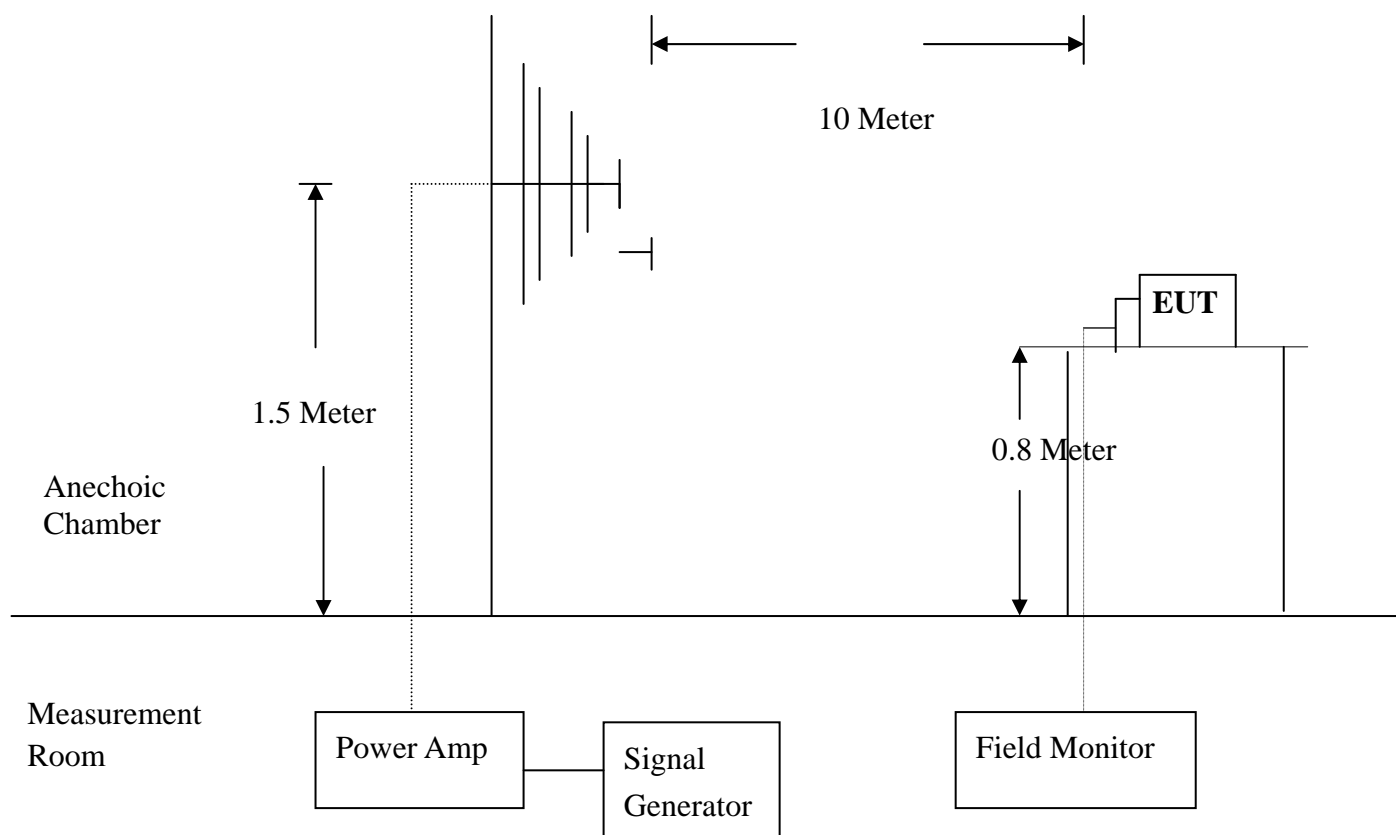 10 Meter
EUT
1.5 Meter
0.8 Meter
Anechoic
Chamber
Measurement
Room
Power Amp
Signal
Generator
Field Monitor